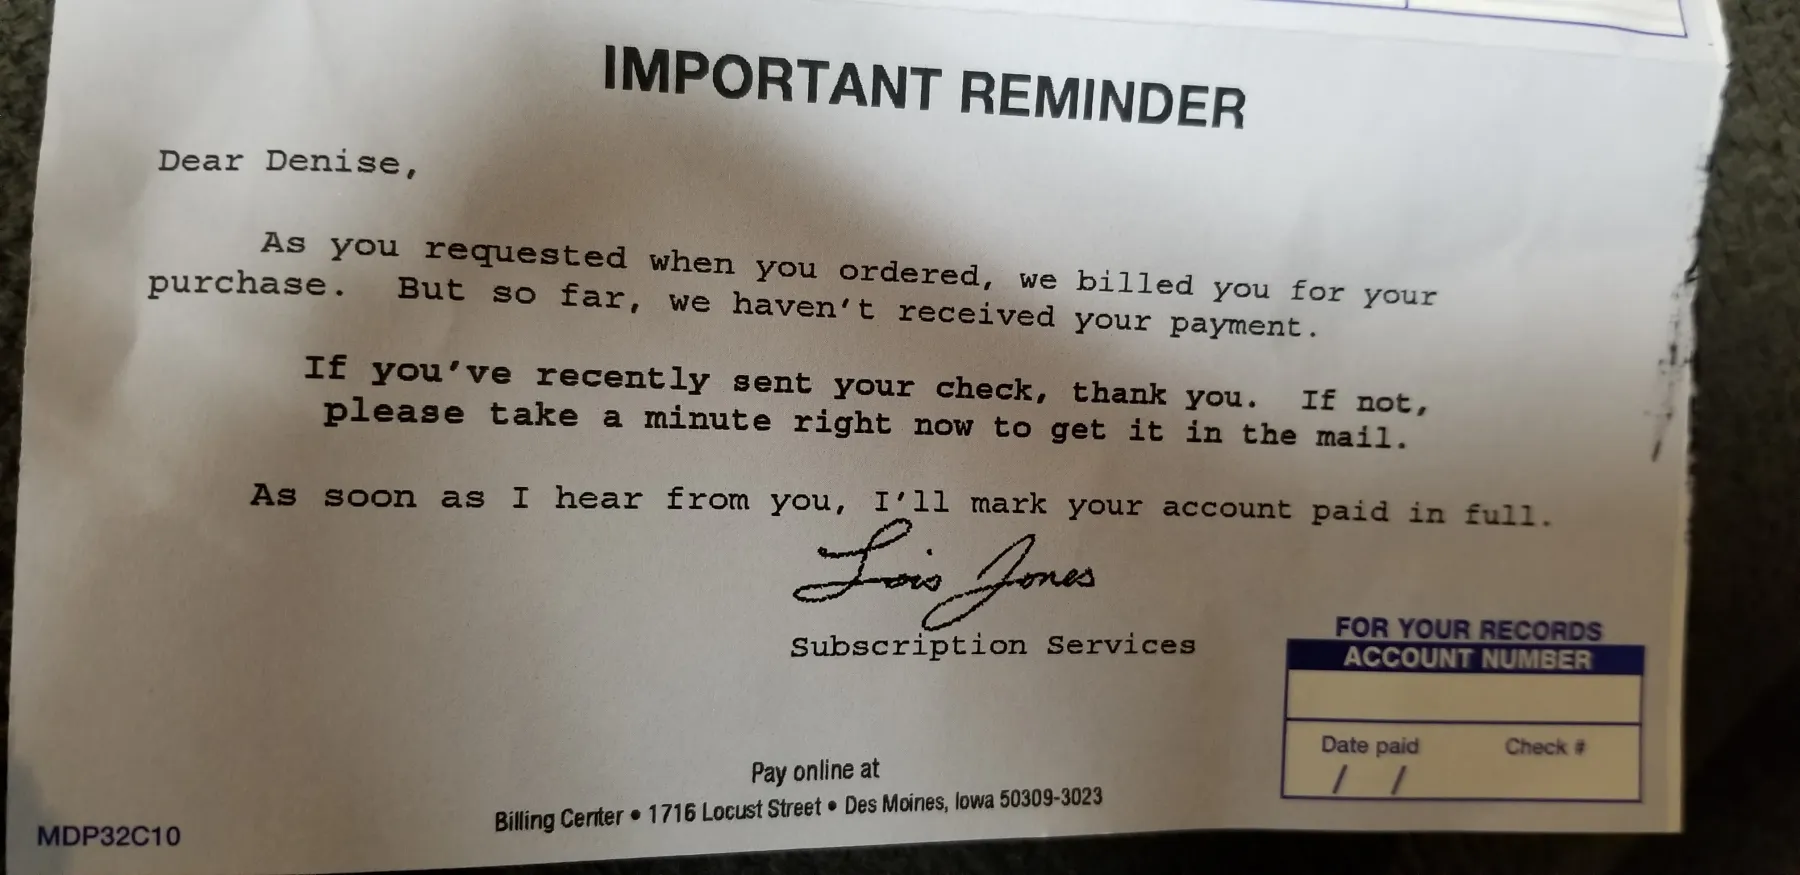 IMPORTANT REMINDER
Dear Denise,
As you requested when you ordered, we billed you for your
purchase. But so far, we haven't received your payment.
If you've recently sent your check, thank you. If not,
please take a minute right now to get it in the mail.
As soon as I hear from you, I'll mark your account paid in full.
Lois Jones
Subscription Services
FOR YOUR RECORDS
ACCOUNT NUMBER
Date paid Check #
/ /
Pay online at
Billing Center • 1716 Locust Street • Des Moines, Iowa 50309-3023
MDP32C10